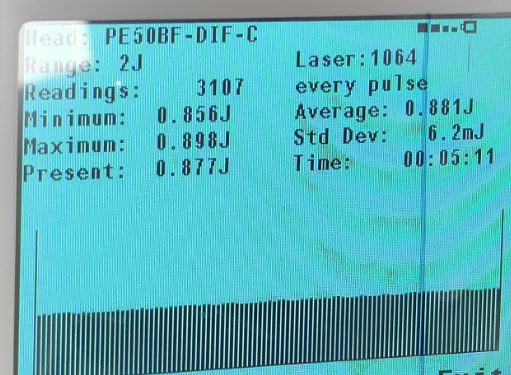 Head: PE50BF-DIF-C
Range: 2J Laser:1064
Readings: 3107 every pulse
Minimum: 0.856J Average: 0.881J
Maximum: 0.898J Std Dev: 6.2mJ
Present: 0.877J Time: 00:05:11